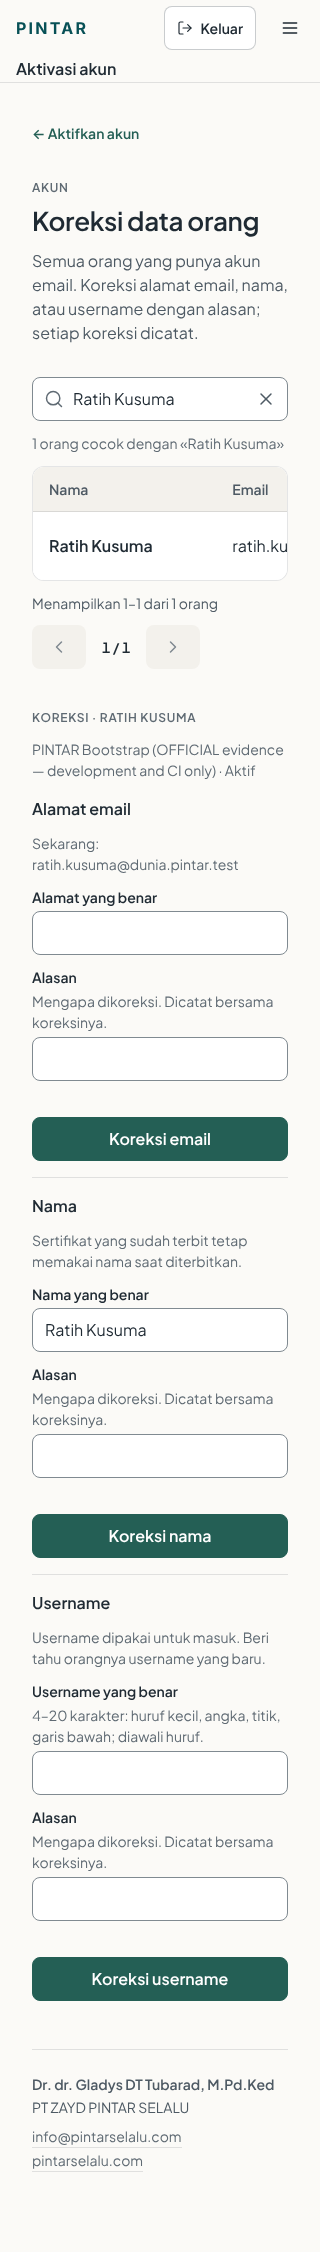 PINTAR
Keluar
Aktivasi akun
← Aktifkan akun
AKUN
Koreksi data orang
Semua orang yang punya akun
email. Koreksi alamat email, nama,
atau username dengan alasan;
setiap koreksi dicatat.
Ratih Kusuma
1 orang cocok dengan «Ratih Kusuma»
Nama Email
Ratih Kusuma ratih.ku
Menampilkan 1–1 dari 1 orang
1/1
KOREKSI · RATIH KUSUMA
PINTAR Bootstrap (OFFICIAL evidence
— development and CI only) · Aktif
Alamat email
Sekarang:
ratih.kusuma@dunia.pintar.test
Alamat yang benar
Alasan
Mengapa dikoreksi. Dicatat bersama
koreksinya.
Koreksi email
Nama
Sertifikat yang sudah terbit tetap
memakai nama saat diterbitkan.
Nama yang benar
Ratih Kusuma
Alasan
Mengapa dikoreksi. Dicatat bersama
koreksinya.
Koreksi nama
Username
Username dipakai untuk masuk. Beri
tahu orangnya username yang baru.
Username yang benar
4–20 karakter: huruf kecil, angka, titik,
garis bawah; diawali huruf.
Alasan
Mengapa dikoreksi. Dicatat bersama
koreksinya.
Koreksi username
Dr. dr. Gladys DT Tubarad, M.Pd.Ked
PT ZAYD PINTAR SELALU
info@pintarselalu.com
pintarselalu.com